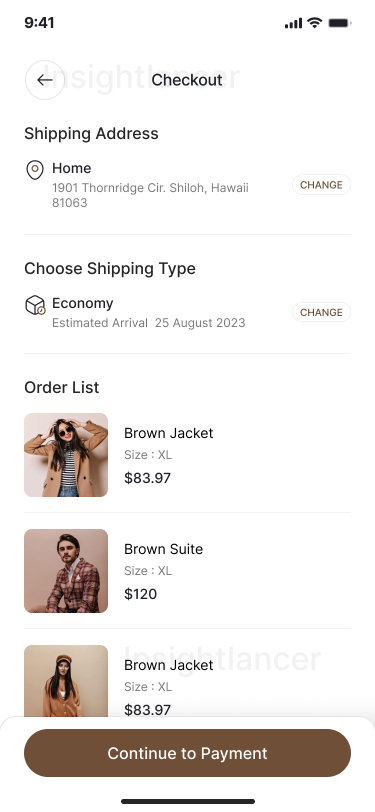 9:41
Insightlancer
Checkout
Shipping Address
Home
1901 Thornridge Cir. Shiloh, Hawaii
81063
CHANGE
Choose Shipping Type
Economy
Estimated Arrival  25 August 2023
CHANGE
Order List
Brown Jacket
Size : XL
$83.97
Brown Suite
Size : XL
$120
Insightlancer
Brown Jacket
Size : XL
$83.97
Continue to Payment